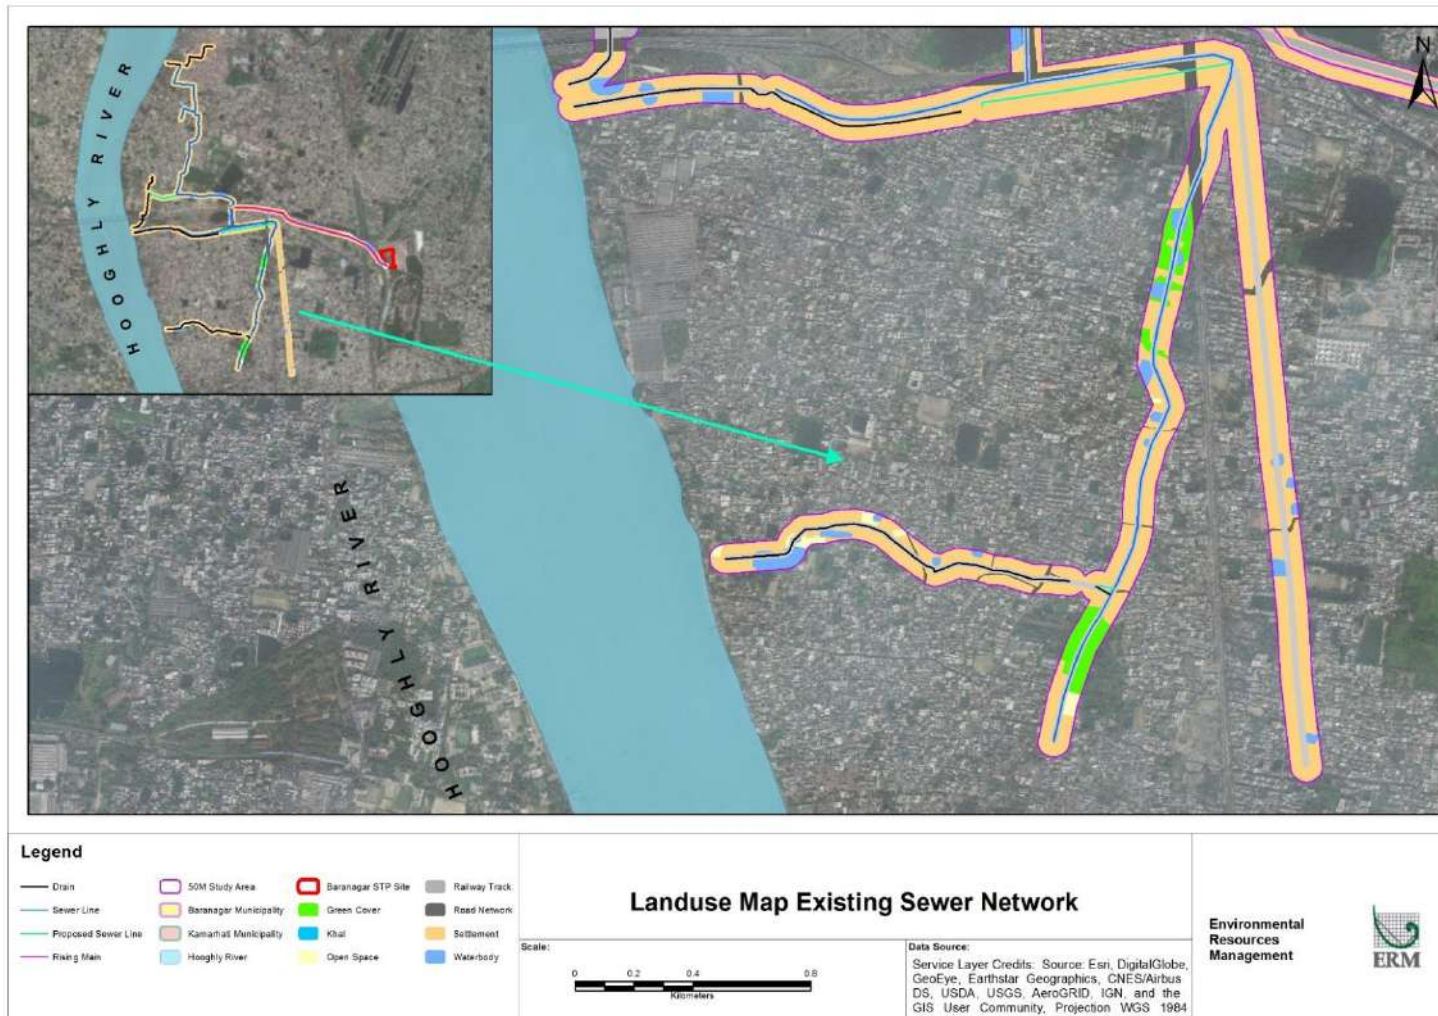 HOOGHLY RIVER
N
HOOGHLY RIVER
Legend
Drain
Sewer Line
Proposed Sewer Line
Rising Main
50M Study Area
Baranagar Municipality
Kamarhati Municipality
Hooghly River
Baranagar STP Site
Green Cover
Khal
Open Space
Railway Track
Road Network
Settlement
Waterbody
Landuse Map Existing Sewer Network
Scale:
0 0.2 0.4 0.8
Kilometers
Data Source:
Service Layer Credits: Source: Esri, DigitalGlobe,
GeoEye, Earthstar Geographics, CNES/Airbus
DS, USDA, USGS, AeroGRID, IGN, and the
GIS User Community, Projection WGS 1984
Environmental
Resources
Management
ERM